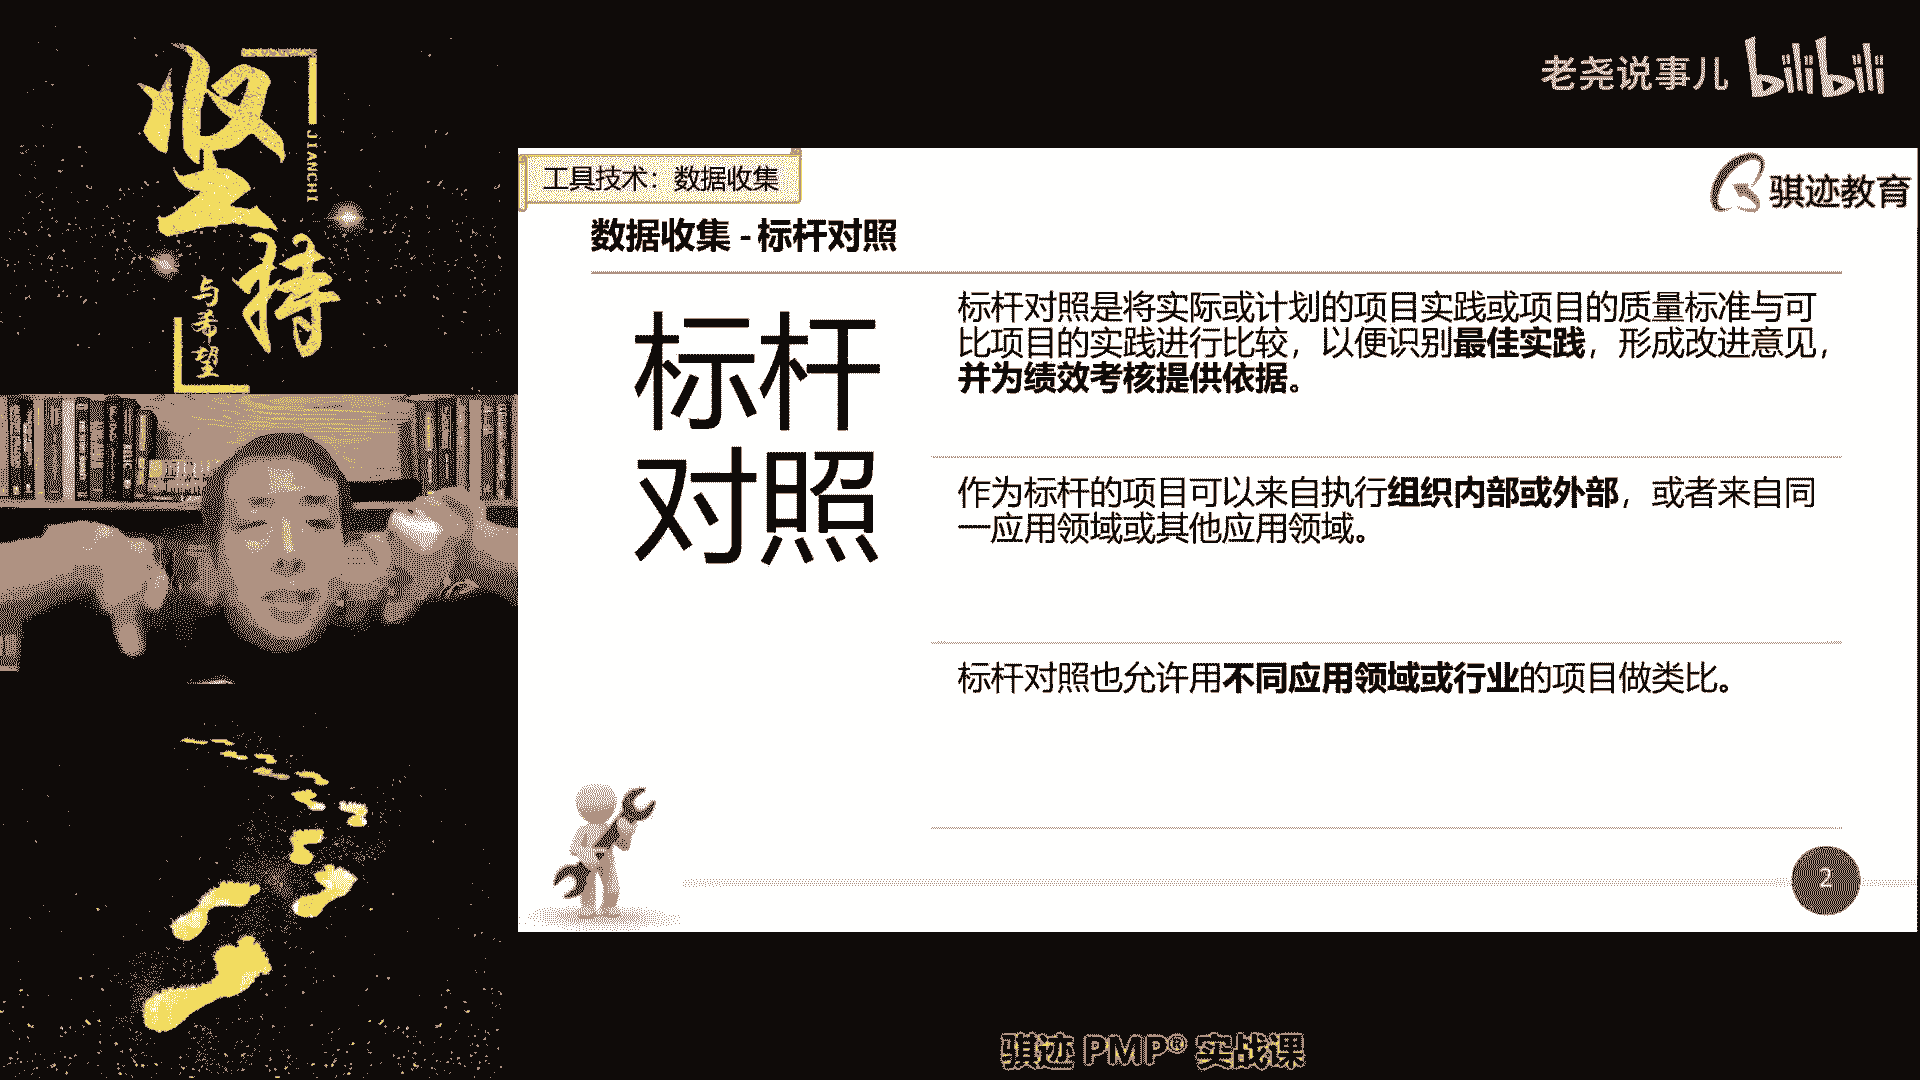 坚持
JIANCHI
与希望
老尧说事儿 bilibili
工具技术：数据收集
骐迹教育
数据收集 - 标杆对照
标杆
对照
标杆对照是将实际或计划的项目实践或项目的质量标准与可
比项目的实践进行比较，以便识别最佳实践，形成改进意见，
并为绩效考核提供依据。
作为标杆的项目可以来自执行组织内部或外部，或者来自同
一应用领域或其他应用领域。
标杆对照也允许用不同应用领域或行业的项目做类比。
2
骐迹 PMP® 实战课